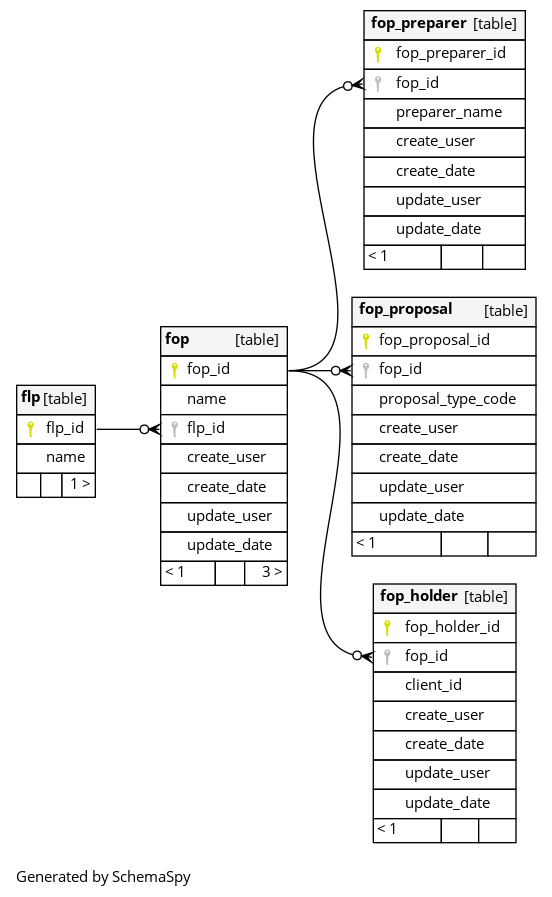 fop_preparer [table]
fop_preparer_id
fop_id
preparer_name
create_user
create_date
update_user
update_date
< 1
fop_proposal [table]
fop_proposal_id
fop_id
proposal_type_code
create_user
create_date
update_user
update_date
< 1
fop [table]
fop_id
name
flp_id
create_user
create_date
update_user
update_date
< 1 3 >
flp [table]
flp_id
name
1 >
fop_holder [table]
fop_holder_id
fop_id
client_id
create_user
create_date
update_user
update_date
< 1
Generated by SchemaSpy